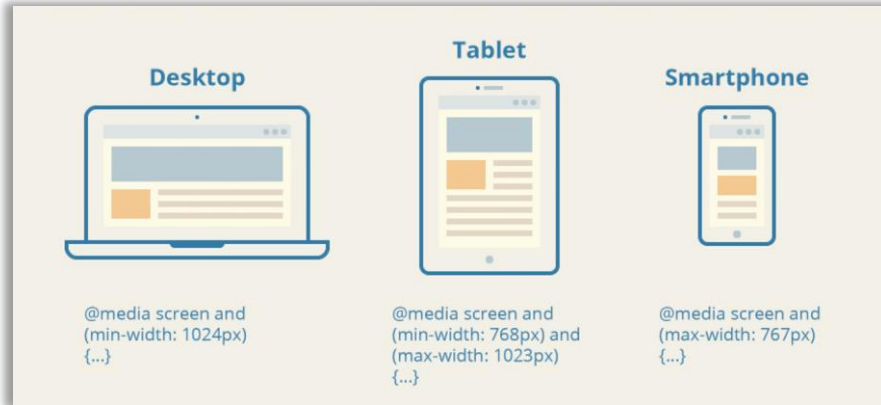 Desktop
Tablet
Smartphone
@media screen and
(min-width: 1024px)
{...}
@media screen and
(min-width: 768px) and
(max-width: 1023px)
{...}
@media screen and
(max-width: 767px)
{...}